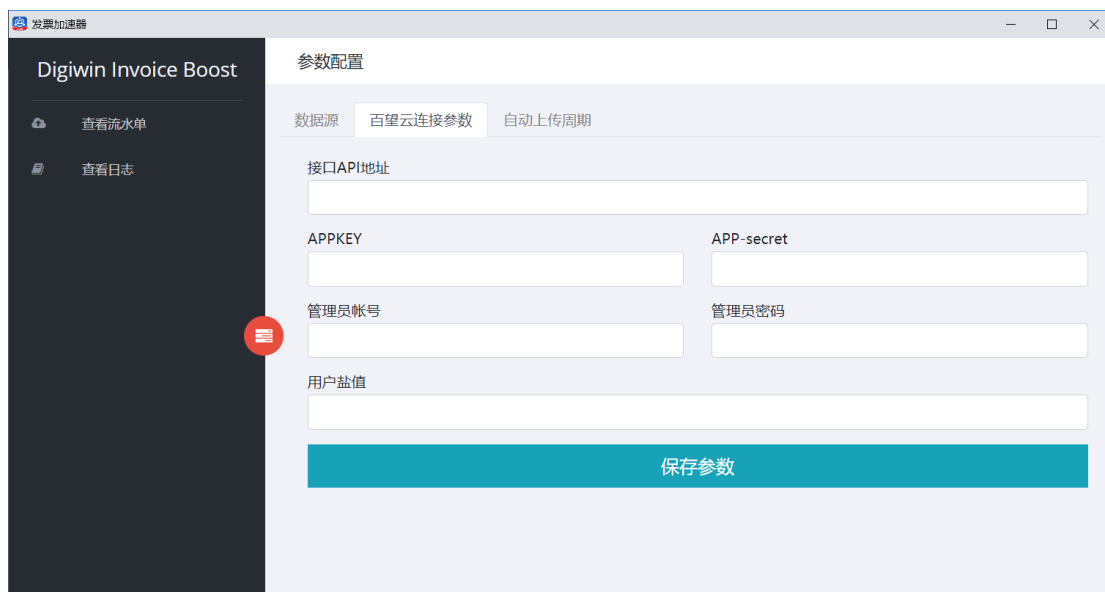 发票加速器
Digiwin Invoice Boost
查看流水单
查看日志
参数配置
数据源 百望云连接参数 自动上传周期
接口API地址
APPKEY APP-secret
管理员帐号 管理员密码
用户盐值
保存参数